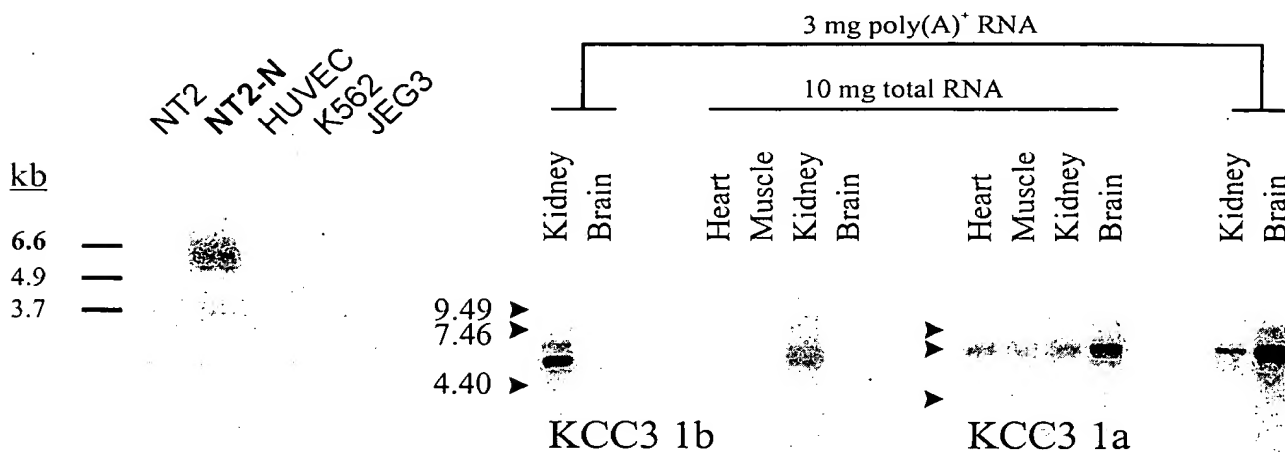 3 mg poly(A)+ RNA
10 mg total RNA
NT2
NT2-N
HUVEC
K562
JEG3
kb
6.6
4.9
3.7
Kidney
Brain
Heart
Muscle
Kidney
Brain
Heart
Muscle
Kidney
Brain
Kidney
Brain
9.49
7.46
4.40
KCC3 1b
KCC3 1a